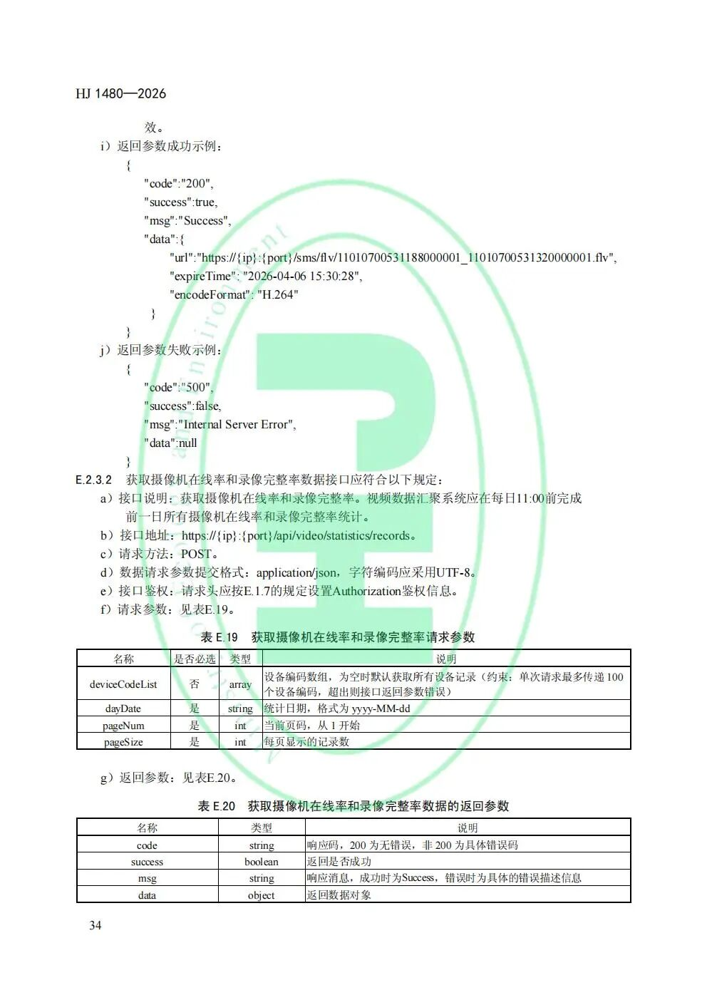 HJ 1480—2026
效。
i）返回参数成功示例：
{
"code":"200",
"success":true,
"msg":"Success",
"data":{
"url":"https://{ip}:{port}/sms/flv/11010700531188000001_11010700531320000001.flv",
"expireTime": "2026-04-06 15:30:28",
"encodeFormat": "H.264"
}
}
j）返回参数失败示例：
{
"code":"500",
"success":false,
"msg":"Internal Server Error",
"data":null
}
E.2.3.2 获取摄像机在线率和录像完整率数据接口应符合以下规定：
a）接口说明：获取摄像机在线率和录像完整率。视频数据汇聚系统应在每日11:00前完成
前一日所有摄像机在线率和录像完整率统计。
b）接口地址：https://{ip}:{port}/api/video/statistics/records。
c）请求方法：POST。
d）数据请求参数提交格式：application/json，字符编码应采用UTF-8。
e）接口鉴权：请求头应按E.1.7的规定设置Authorization鉴权信息。
f）请求参数：见表E.19。
表 E.19 获取摄像机在线率和录像完整率请求参数
名称 是否必选 类型 说明
deviceCodeList 否 array 设备编码数组，为空时默认获取所有设备记录（约束：单次请求最多传递 100
个设备编码，超出则接口返回参数错误）
dayDate 是 string 统计日期，格式为 yyyy-MM-dd
pageNum 是 int 当前页码，从 1 开始
pageSize 是 int 每页显示的记录数
g）返回参数：见表E.20。
表 E.20 获取摄像机在线率和录像完整率数据的返回参数
名称 类型 说明
code string 响应码，200 为无错误，非 200 为具体错误码
success boolean 返回是否成功
msg string 响应消息，成功时为Success，错误时为具体的错误描述信息
data object 返回数据对象
34
Ministry of Ecology and Environment